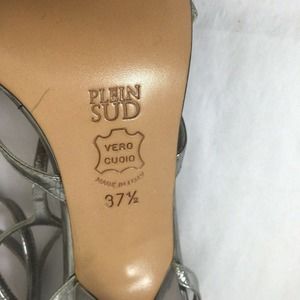 PLEIN
SUD
VERO
CUOIO
MADE IN ITALY
37½